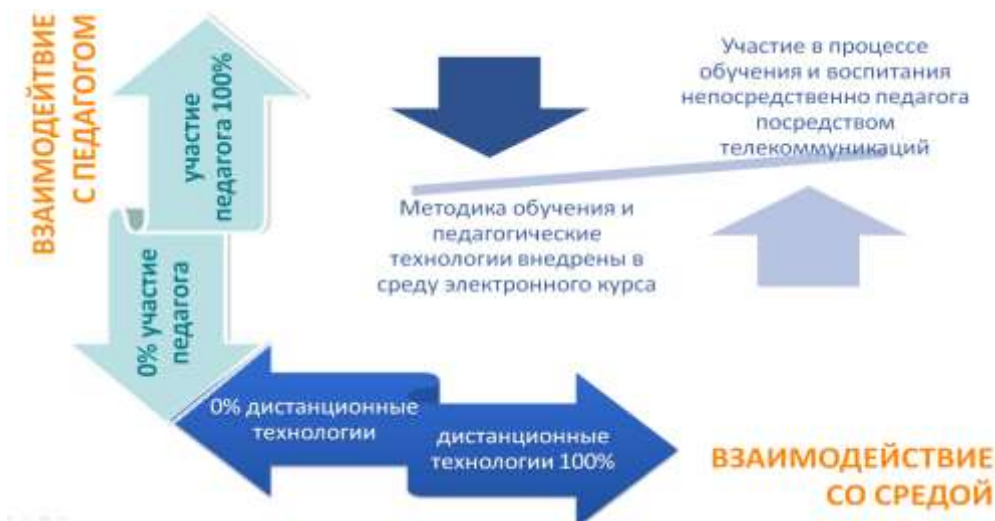 ВЗАИМОДЕЙТВИЕ
С ПЕДАГОГОМ
участие
педагога 100%
0% участие
педагога
Участие в процессе
обучения и воспитания
непосредственно педагога
посредством
телекоммуникаций
Методика обучения и
педагогические
технологии внедрены в
среду электронного курса
0% дистанционные
технологии
дистанционные
технологии 100%
ВЗАИМОДЕЙСТВИЕ
СО СРЕДОЙ